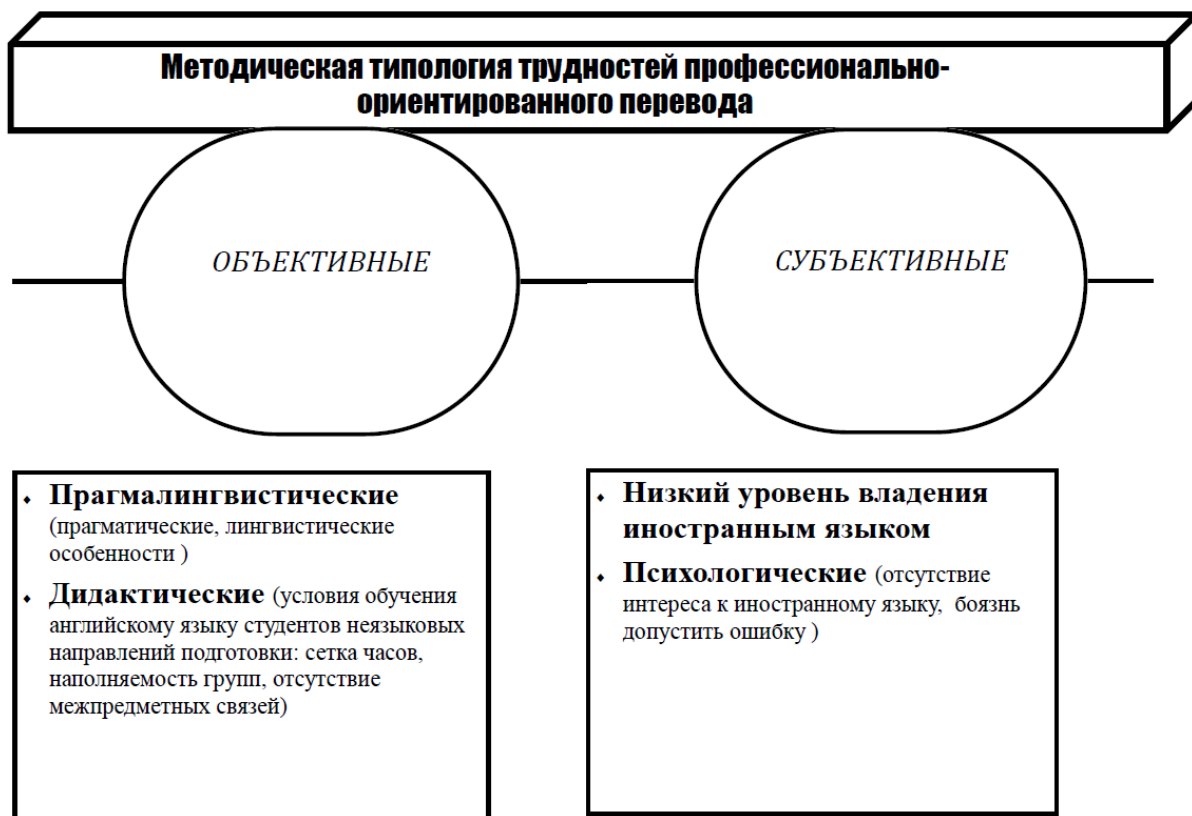 Методическая типология трудностей профессионально-
ориентированного перевода
ОБЪЕКТИВНЫЕ
СУБЪЕКТИВНЫЕ
⬧ Прагмалингвистические
(прагматические, лингвистические
особенности )
⬧ Дидактические (условия обучения
английскому языку студентов неязыковых
направлений подготовки: сетка часов,
наполняемость групп, отсутствие
межпредметных связей)
⬧ Низкий уровень владения
иностранным языком
⬧ Психологические (отсутствие
интереса к иностранному языку, боязнь
допустить ошибку )